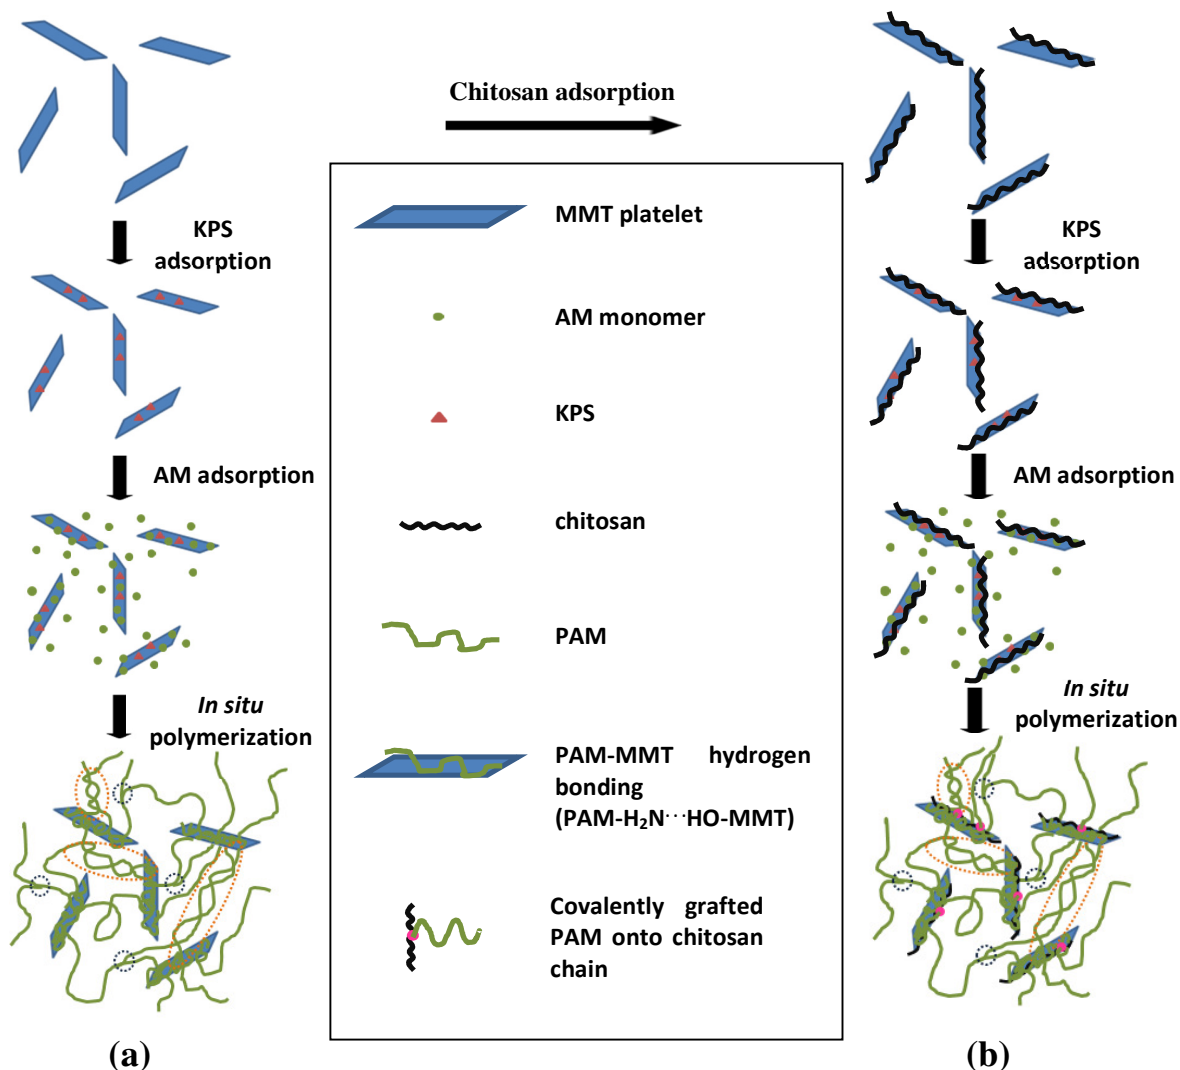 Chitosan adsorption
KPS
adsorption
AM adsorption
In situ
polymerization
(a)
MMT platelet
AM monomer
KPS
chitosan
PAM
PAM-MMT hydrogen
bonding
(PAM-H₂N···HO-MMT)
Covalently grafted
PAM onto chitosan
chain
KPS
adsorption
AM adsorption
In situ
polymerization
(b)